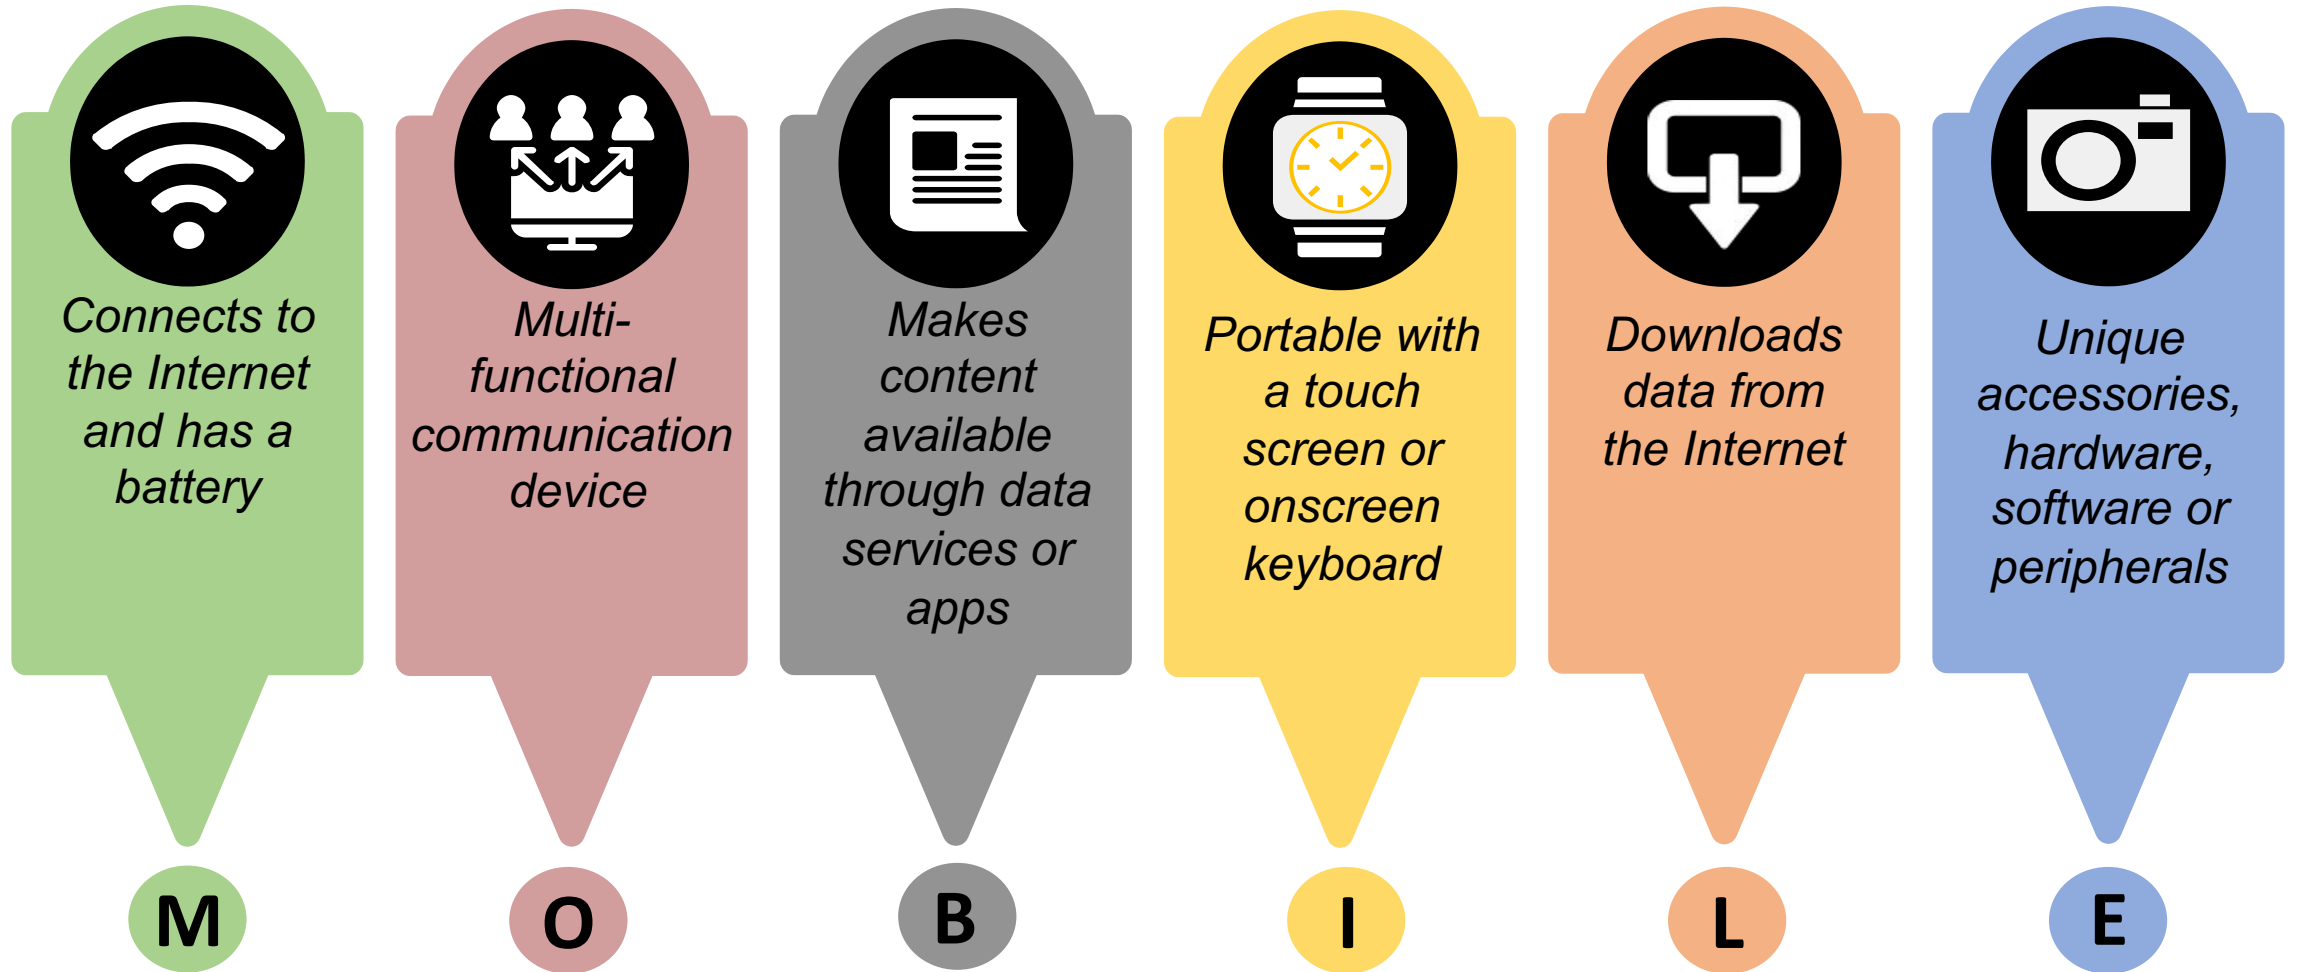 Connects to
the Internet
and has a
battery
Multi-
functional
communication
device
Makes
content
available
through data
services or
apps
Portable with
a touch
screen or
onscreen
keyboard
Downloads
data from
the Internet
Unique
accessories,
hardware,
software or
peripherals
M
O
B
I
L
E